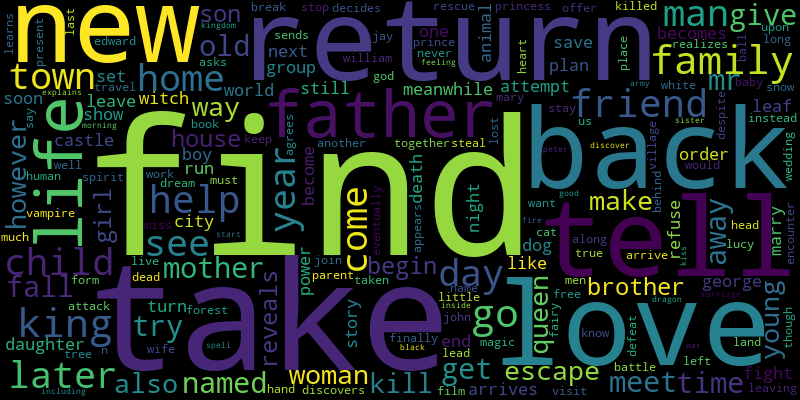 new
return
son
break
decides
rescue
princess
offer
stop
killed
man
give
last
learns
kingdom
present
edward
old
sends
jay
prince
one
never
feeling
william
asks
next
group
god
heart
animal
save
plan
place
becomes
realizes
ball
upon
long
family
town
set
travel
explains
home
world
still
meanwhile
attempt
mr
baby
snow
soon
leave
witch
way
father
mary
friend
stay
white
army
leaf
say
morning
show
book
castle
house
keep
agrees
another
together
steal
lost
us
village
sister
despite
instead
however
life
well
human
spirit
boy
run
work
dream
must
year
become
find
back
peter
discover
order
would
behind
wedding
vampire
girl
help
city
miss
start
come
eventually
death
appears
night
good
want
fire
make
tell
refuse
kiss
away
head
lucy
marry
encounter
much
see
child
live
dead
mother
join
parent
power
taken
begin
day
like
cat
dog
along
true
arrive
men
brother
george
marriage
young
though
fall
form
attack
turn
forest
take
reveals
story
name
inside
little
john
go
queen
fairy
free
dragon
king
try
daughter
tree
n
wife
spell
finally
black
end
lead
magic
love
know
defeat
war
battle
left
land
later
including
also
named
hand
woman
discovers
kill
get
film
escape
arrives
visit
meet
time
fight
leaving